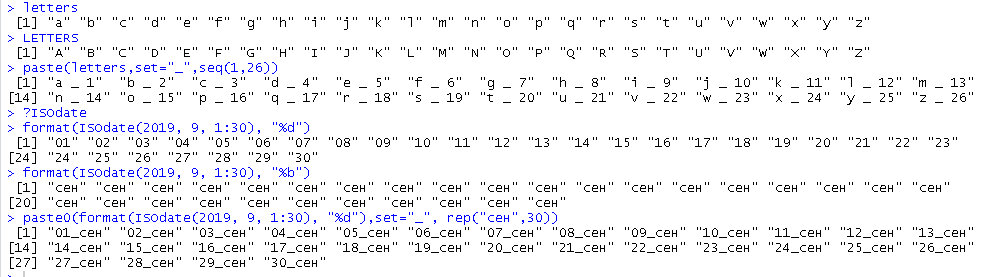 > letters
[1] "a" "b" "c" "d" "e" "f" "g" "h" "i" "j" "k" "l" "m" "n" "o" "p" "q" "r" "s" "t" "u" "v" "w" "x" "y" "z"
> LETTERS
[1] "A" "B" "C" "D" "E" "F" "G" "H" "I" "J" "K" "L" "M" "N" "O" "P" "Q" "R" "S" "T" "U" "V" "W" "X" "Y" "Z"
> paste(letters,set="_",seq(1,26))
[1] "a _ 1" "b _ 2" "c _ 3" "d _ 4" "e _ 5" "f _ 6" "g _ 7" "h _ 8" "i _ 9" "j _ 10" "k _ 11" "l _ 12" "m _ 13"
[14] "n _ 14" "o _ 15" "p _ 16" "q _ 17" "r _ 18" "s _ 19" "t _ 20" "u _ 21" "v _ 22" "w _ 23" "x _ 24" "y _ 25" "z _ 26"
> ?ISOdate
> format(ISOdate(2019, 9, 1:30), "%d")
[1] "01" "02" "03" "04" "05" "06" "07" "08" "09" "10" "11" "12" "13" "14" "15" "16" "17" "18" "19" "20" "21" "22" "23"
[24] "24" "25" "26" "27" "28" "29" "30"
> format(ISOdate(2019, 9, 1:30), "%b")
[1] "сен" "сен" "сен" "сен" "сен" "сен" "сен" "сен" "сен" "сен" "сен" "сен" "сен" "сен" "сен" "сен" "сен" "сен" "сен"
[20] "сен" "сен" "сен" "сен" "сен" "сен" "сен" "сен" "сен" "сен" "сен"
> paste0(format(ISOdate(2019, 9, 1:30), "%d"),set="_", rep("сен",30))
[1] "01_сен" "02_сен" "03_сен" "04_сен" "05_сен" "06_сен" "07_сен" "08_сен" "09_сен" "10_сен" "11_сен" "12_сен" "13_сен"
[14] "14_сен" "15_сен" "16_сен" "17_сен" "18_сен" "19_сен" "20_сен" "21_сен" "22_сен" "23_сен" "24_сен" "25_сен" "26_сен"
[27] "27_сен" "28_сен" "29_сен" "30_сен"
>